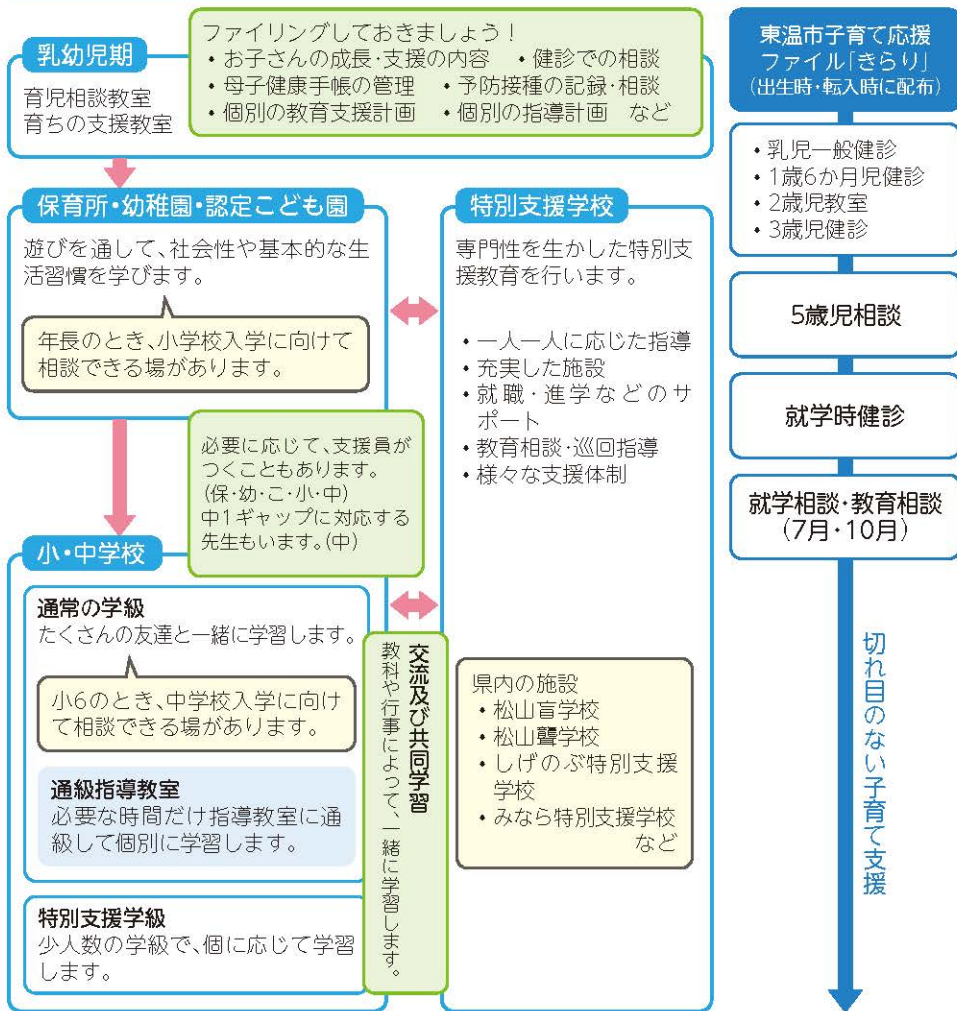 乳幼児期
育児相談教室
育ちの支援教室
ファイリングしておきましょう！
・お子さんの成長・支援の内容　・健診での相談
・母子健康手帳の管理　・予防接種の記録・相談
・個別の教育支援計画　・個別の指導計画　など
保育所・幼稚園・認定こども園
遊びを通して、社会性や基本的な生
活習慣を学びます。
年長のとき、小学校入学に向けて
相談できる場があります。
必要に応じて、支援員が
つくこともあります。
(保・幼・こ・小・中)
中1ギャップに対応する
先生もいます。(中)
小・中学校
通常の学級
たくさんの友達と一緒に学習します。
小6のとき、中学校入学に向け
て相談できる場があります。
通級指導教室
必要な時間だけ指導教室に通
級して個別に学習します。
特別支援学級
少人数の学級で、個に応じて学習
します。
交流及び共同学習
教科や行事によって、一緒に学習します。
特別支援学校
専門性を生かした特別支
援教育を行います。
・一人一人に応じた指導
・充実した施設
・就職・進学などのサ
ポート
・教育相談・巡回指導
・様々な支援体制
県内の施設
・松山盲学校
・松山聾学校
・しげのぶ特別支援
学校
・みなら特別支援学校
など
東温市子育て応援
ファイル「きらり」
(出生時・転入時に配布)
・乳児一般健診
・1歳6か月児健診
・2歳児教室
・3歳児健診
5歳児相談
就学時健診
就学相談・教育相談
(7月・10月)
切れ目のない子育て支援